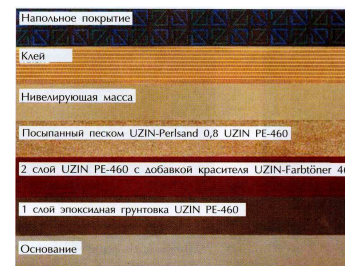 Напольное покрытие
Клей
Нивелирующая масса
Посыпанный песком UZIN-Perlsand 0,8 UZIN PE-460
2 слой UZIN PE-460 с добавкой красителя UZIN-Farbtöner
1 слой эпоксидная грунтовка UZIN PE-460
Основание